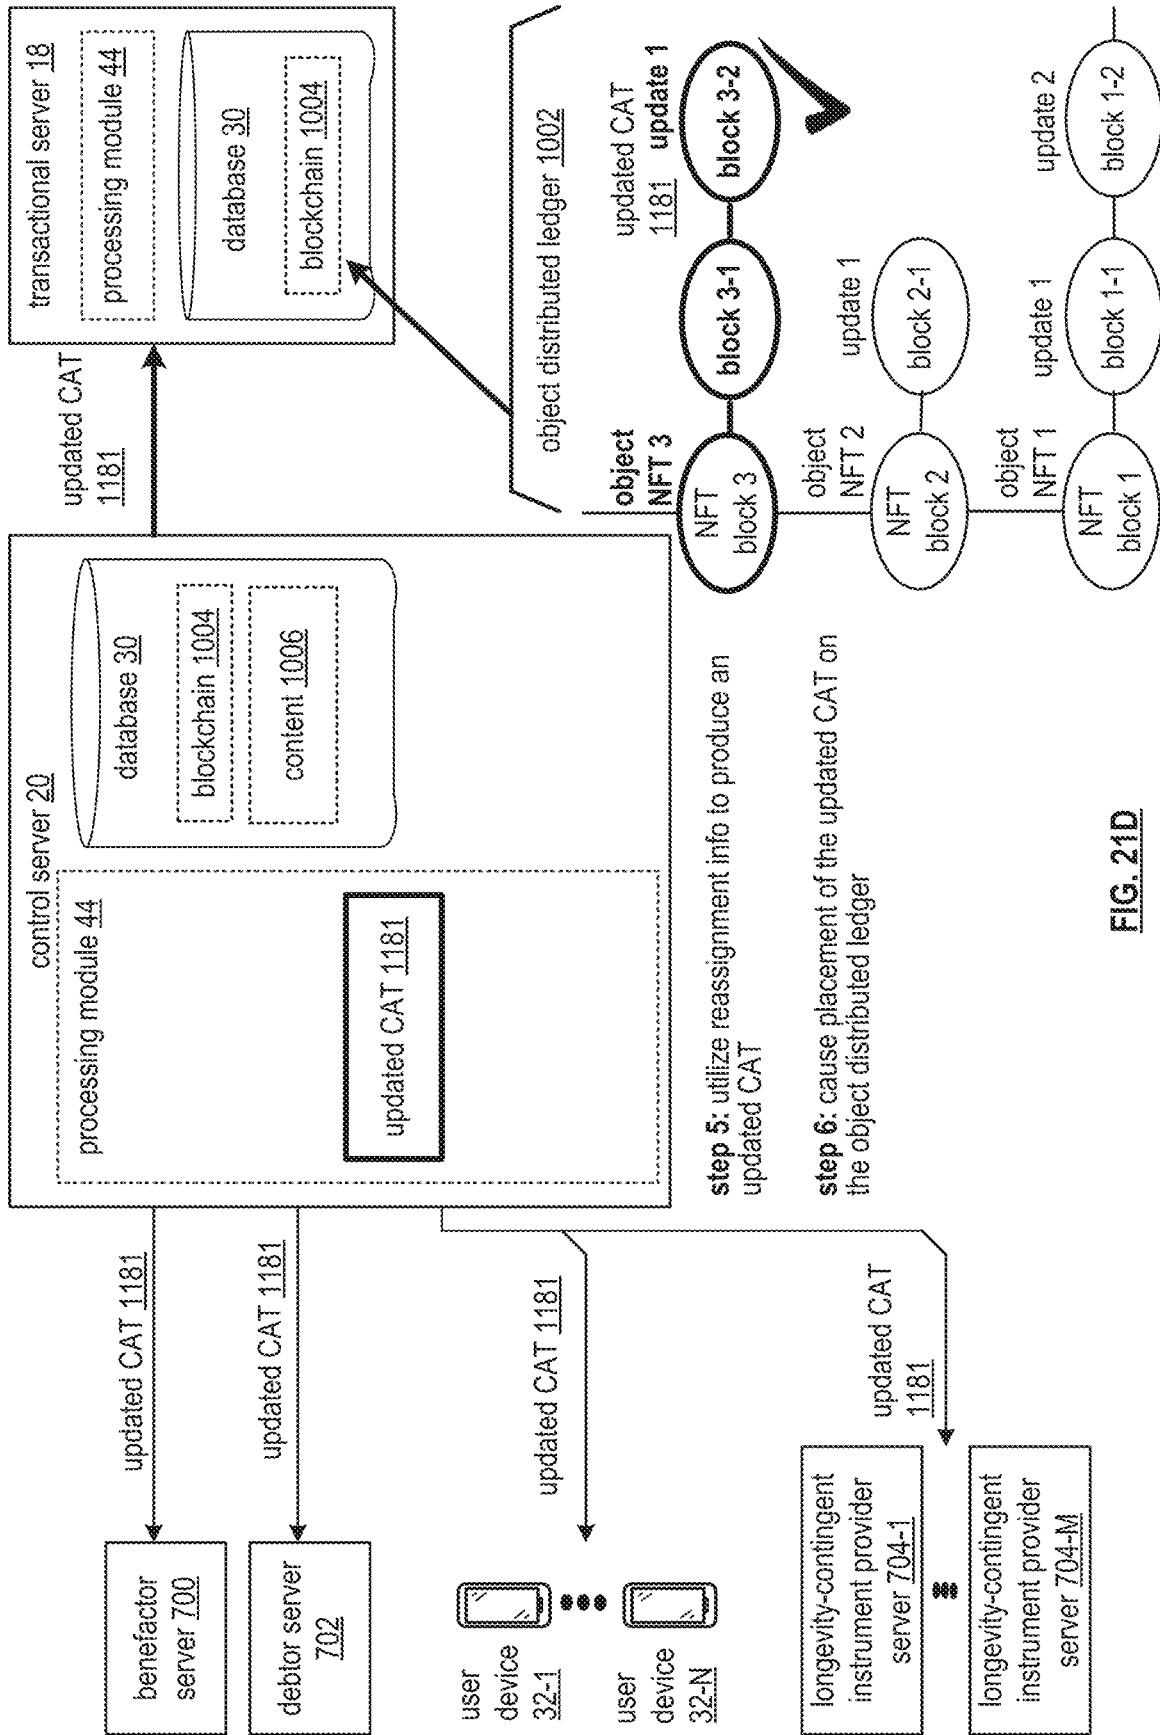 benefactor
server 700
debtor server
702
user
device
32-1
user
device
32-N
longevity-contingent
instrument provider
server 704-1
longevity-contingent
instrument provider
server 704-M
updated CAT 1181
updated CAT 1181
updated CAT 1181
updated CAT
1181
control server 20
processing module 44
updated CAT 1181
database 30
blockchain 1004
content 1006
step 5: utilize reassignment info to produce an
updated CAT
step 6: cause placement of the updated CAT on
the object distributed ledger
updated CAT
1181
transactional server 18
processing module 44
database 30
blockchain 1004
object distributed ledger 1002
object
NFT 3
NFT
block 3
block 3-1
updated CAT
1181
update 1
block 3-2
object
NFT 2
NFT
block 2
update 1
block 2-1
object
NFT 1
NFT
block 1
update 1
block 1-1
update 2
block 1-2
FIG. 21D